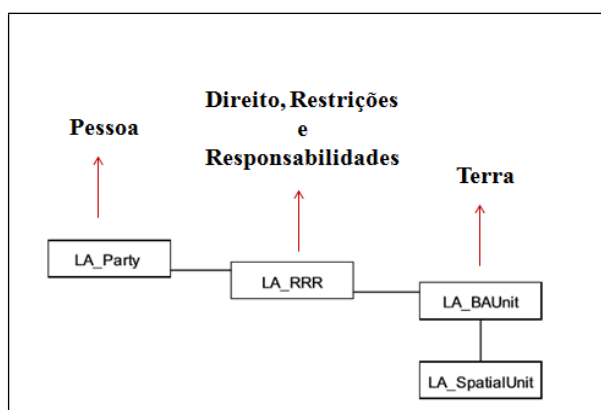 Direito, Restrições
e
Responsabilidades
Pessoa
Terra
LA_Party
LA_RRR
LA_BAUnit
LA_SpatialUnit